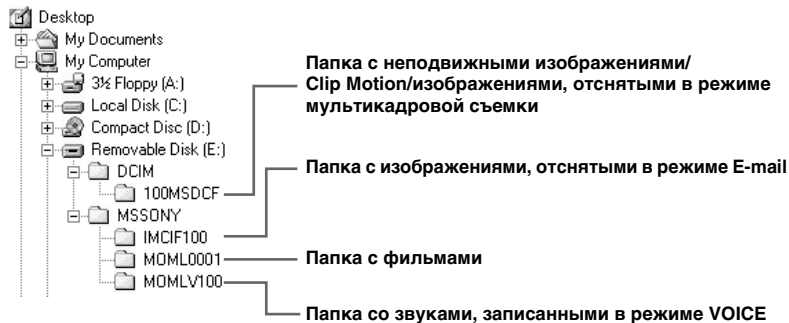 Desktop
My Documents
My Computer
3½ Floppy (A:)
Local Disk (C:)
Compact Disc (D:)
Removable Disk (E:)
DCIM
100MSDCF
MSSONY
IMCIF100
MOML0001
MOMLV100
Папка с неподвижными изображениями/
Clip Motion/изображениями, отснятыми в режиме
мультикадровой съемки
Папка с изображениями, отснятыми в режиме E-mail
Папка с фильмами
Папка со звуками, записанными в режиме VOICE